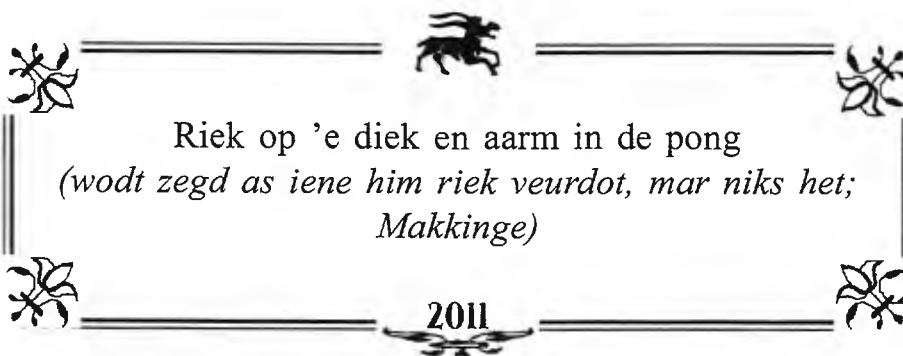 Riek op ’e diek en aarm in de pong
(wodt zegd as iene him riek veurdot, mar niks het;
Makkinge)
2011